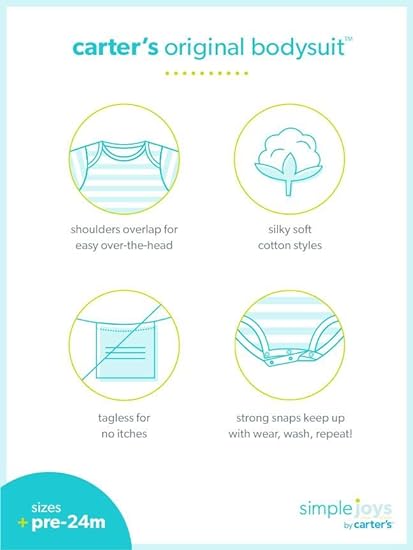 carter's original bodysuit™
shoulders overlap for
easy over-the-head
silky soft
cotton styles
tagless for
no itches
strong snaps keep up
with wear, wash, repeat!
sizes
+ pre-24m
simple joys
by carter's®